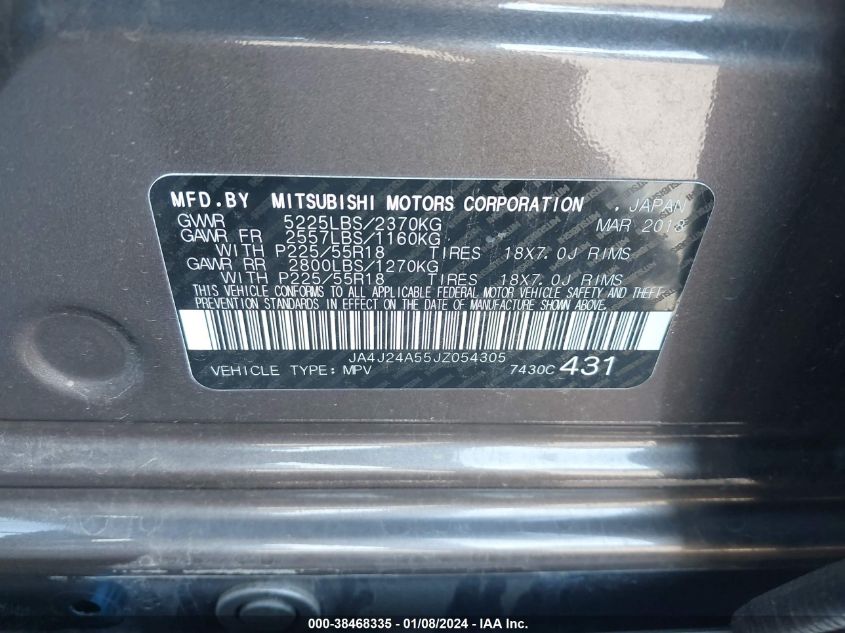 MFD.BY MITSUBISHI MOTORS CORPORATION , JAPAN
GVWR 5225LBS/2370KG MAR 2018
GAWR FR 2557LBS/1160KG
WITH P225/55R18 TIRES 18X7.0J RIMS
GAWR RR 2800LBS/1270KG
WITH P225/55R18 TIRES 18X7.0J RIMS
THIS VEHICLE CONFORMS TO ALL APPLICABLE FEDERAL MOTOR VEHICLE SAFETY AND THEFT
PREVENTION STANDARDS IN EFFECT ON THE DATE OF MANUFACTURE SHOWN ABOVE.
JA4J24A55JZ054305
VEHICLE TYPE:MPV 7430C 431
000-38468335 - 01/08/2024 - IAA Inc.